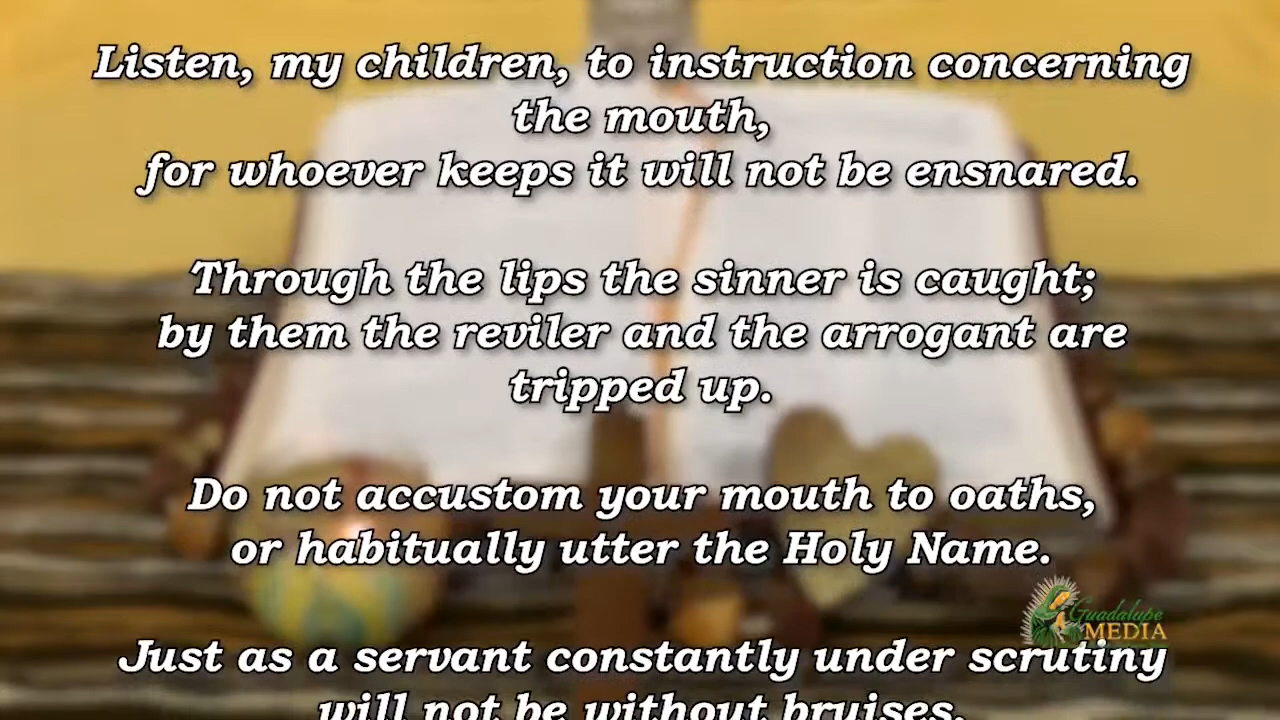 Listen, my children, to instruction concerning
the mouth,
for whoever keeps it will not be ensnared.
Through the lips the sinner is caught;
by them the reviler and the arrogant are
tripped up.
Do not accustom your mouth to oaths,
or habitually utter the Holy Name.
Guadalupe
MEDIA
Just as a servant constantly under scrutiny
will not be without bruises,